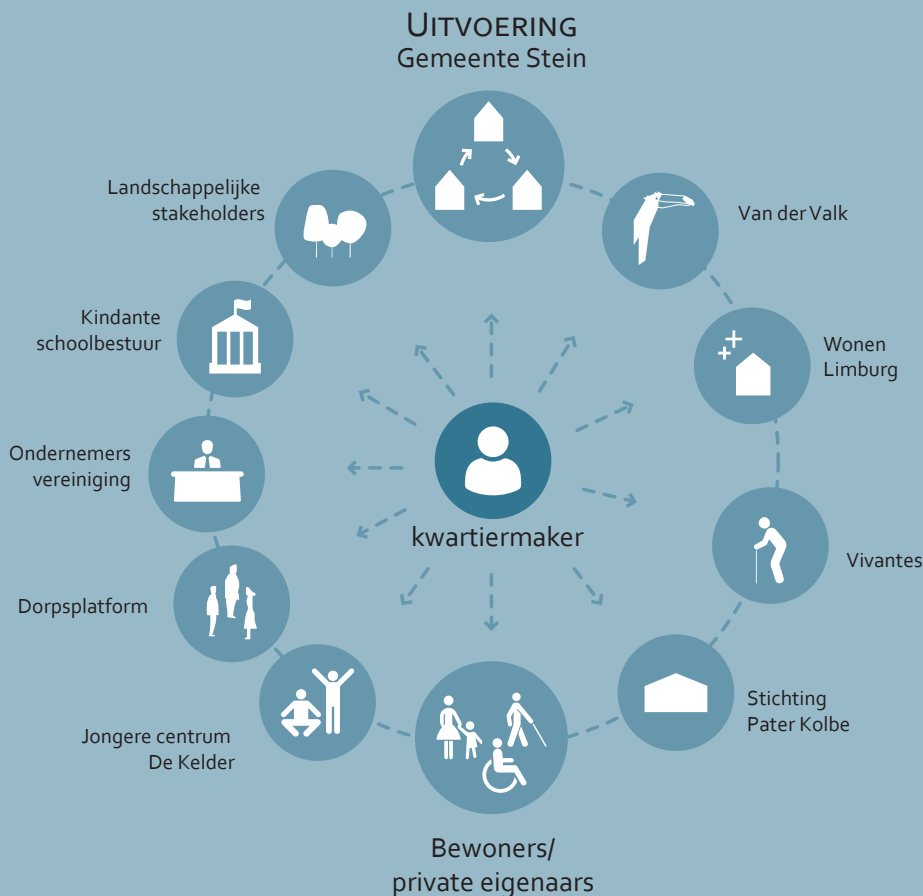 UITVOERING
Gemeente Stein
Landschappelijke
stakeholders
Van der Valk
Kindante
schoolbestuur
Wonen
Limburg
Ondernemers
vereiniging
kwartiermaker
Vivantes
Dorpsplatform
Stichting
Pater Kolbe
Jongere centrum
De Kelder
Bewoners/
private eigenaars